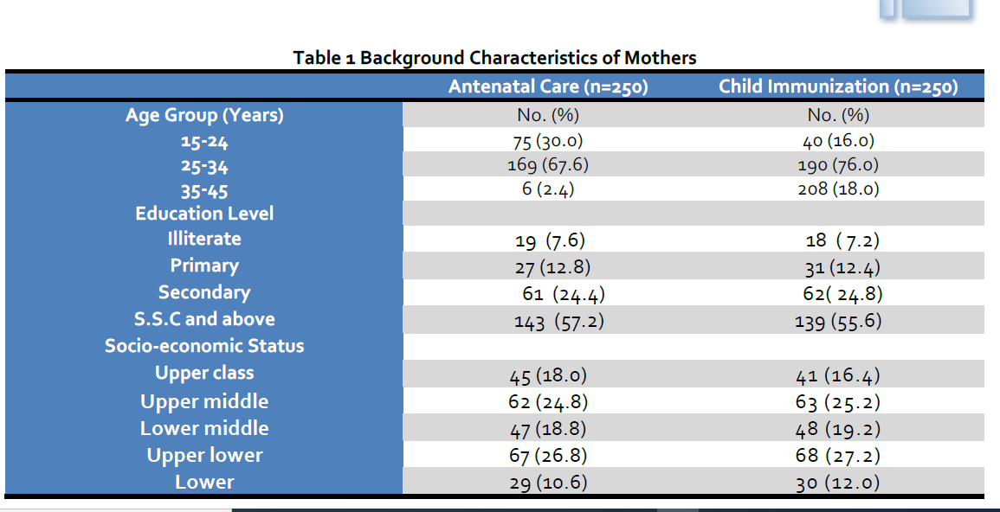 Table 1 Background Characteristics of Mothers
Antenatal Care (n=250) Child Immunization (n=250)
Age Group (Years) No. (%) No. (%)
15-24 75 (30.0) 40 (16.0)
25-34 169 (67.6) 190 (76.0)
35-45 6 (2.4) 208 (18.0)
Education Level
Illiterate 19 (7.6) 18 ( 7.2)
Primary 27 (12.8) 31 (12.4)
Secondary 61 (24.4) 62( 24.8)
S.S.C and above 143 (57.2) 139 (55.6)
Socio-economic Status
Upper class 45 (18.0) 41 (16.4)
Upper middle 62 (24.8) 63 (25.2)
Lower middle 47 (18.8) 48 (19.2)
Upper lower 67 (26.8) 68 (27.2)
Lower 29 (10.6) 30 (12.0)